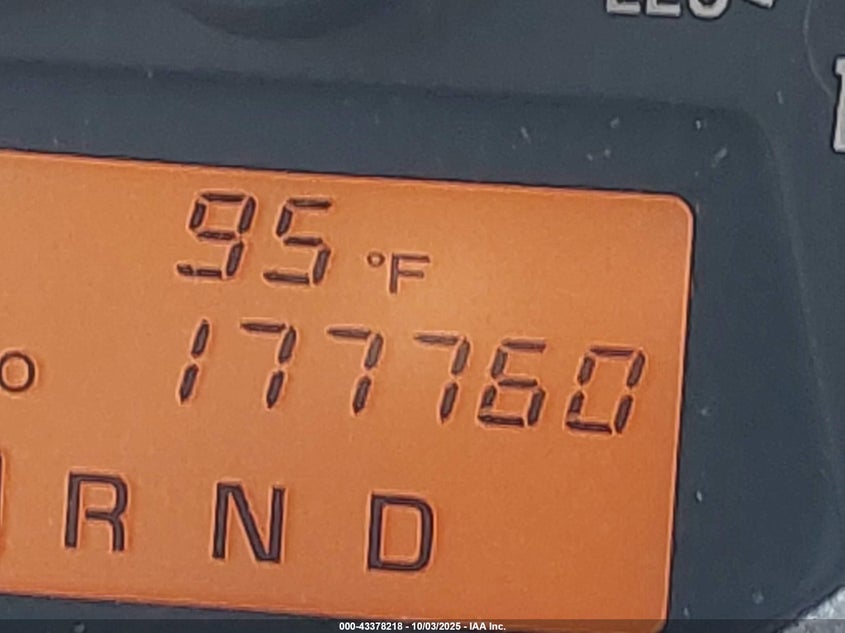 95 °F
177760
R N D
000-43378218 - 10/03/2025 - IAA Inc.